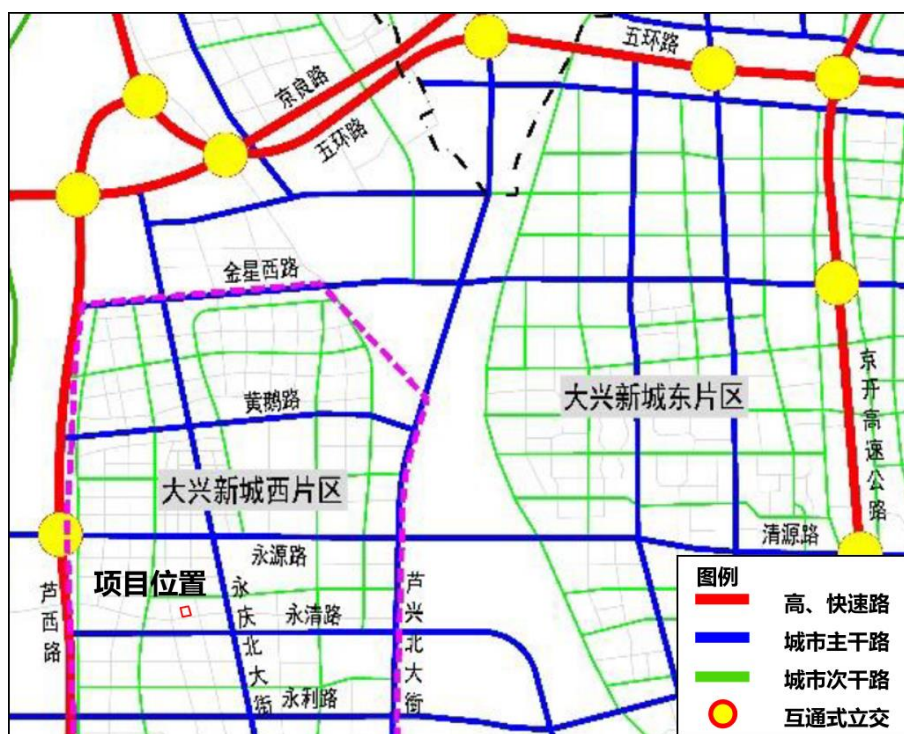 五环路
京良路
五环路
金星西路
黄鹅路
大兴新城东片区
京开高速公路
大兴新城西片区
清源路
永源路
项目位置
芦西路
永庆北大街
永清路
芦兴北大街
永利路
图例
高、快速路
城市主干路
城市次干路
互通式立交